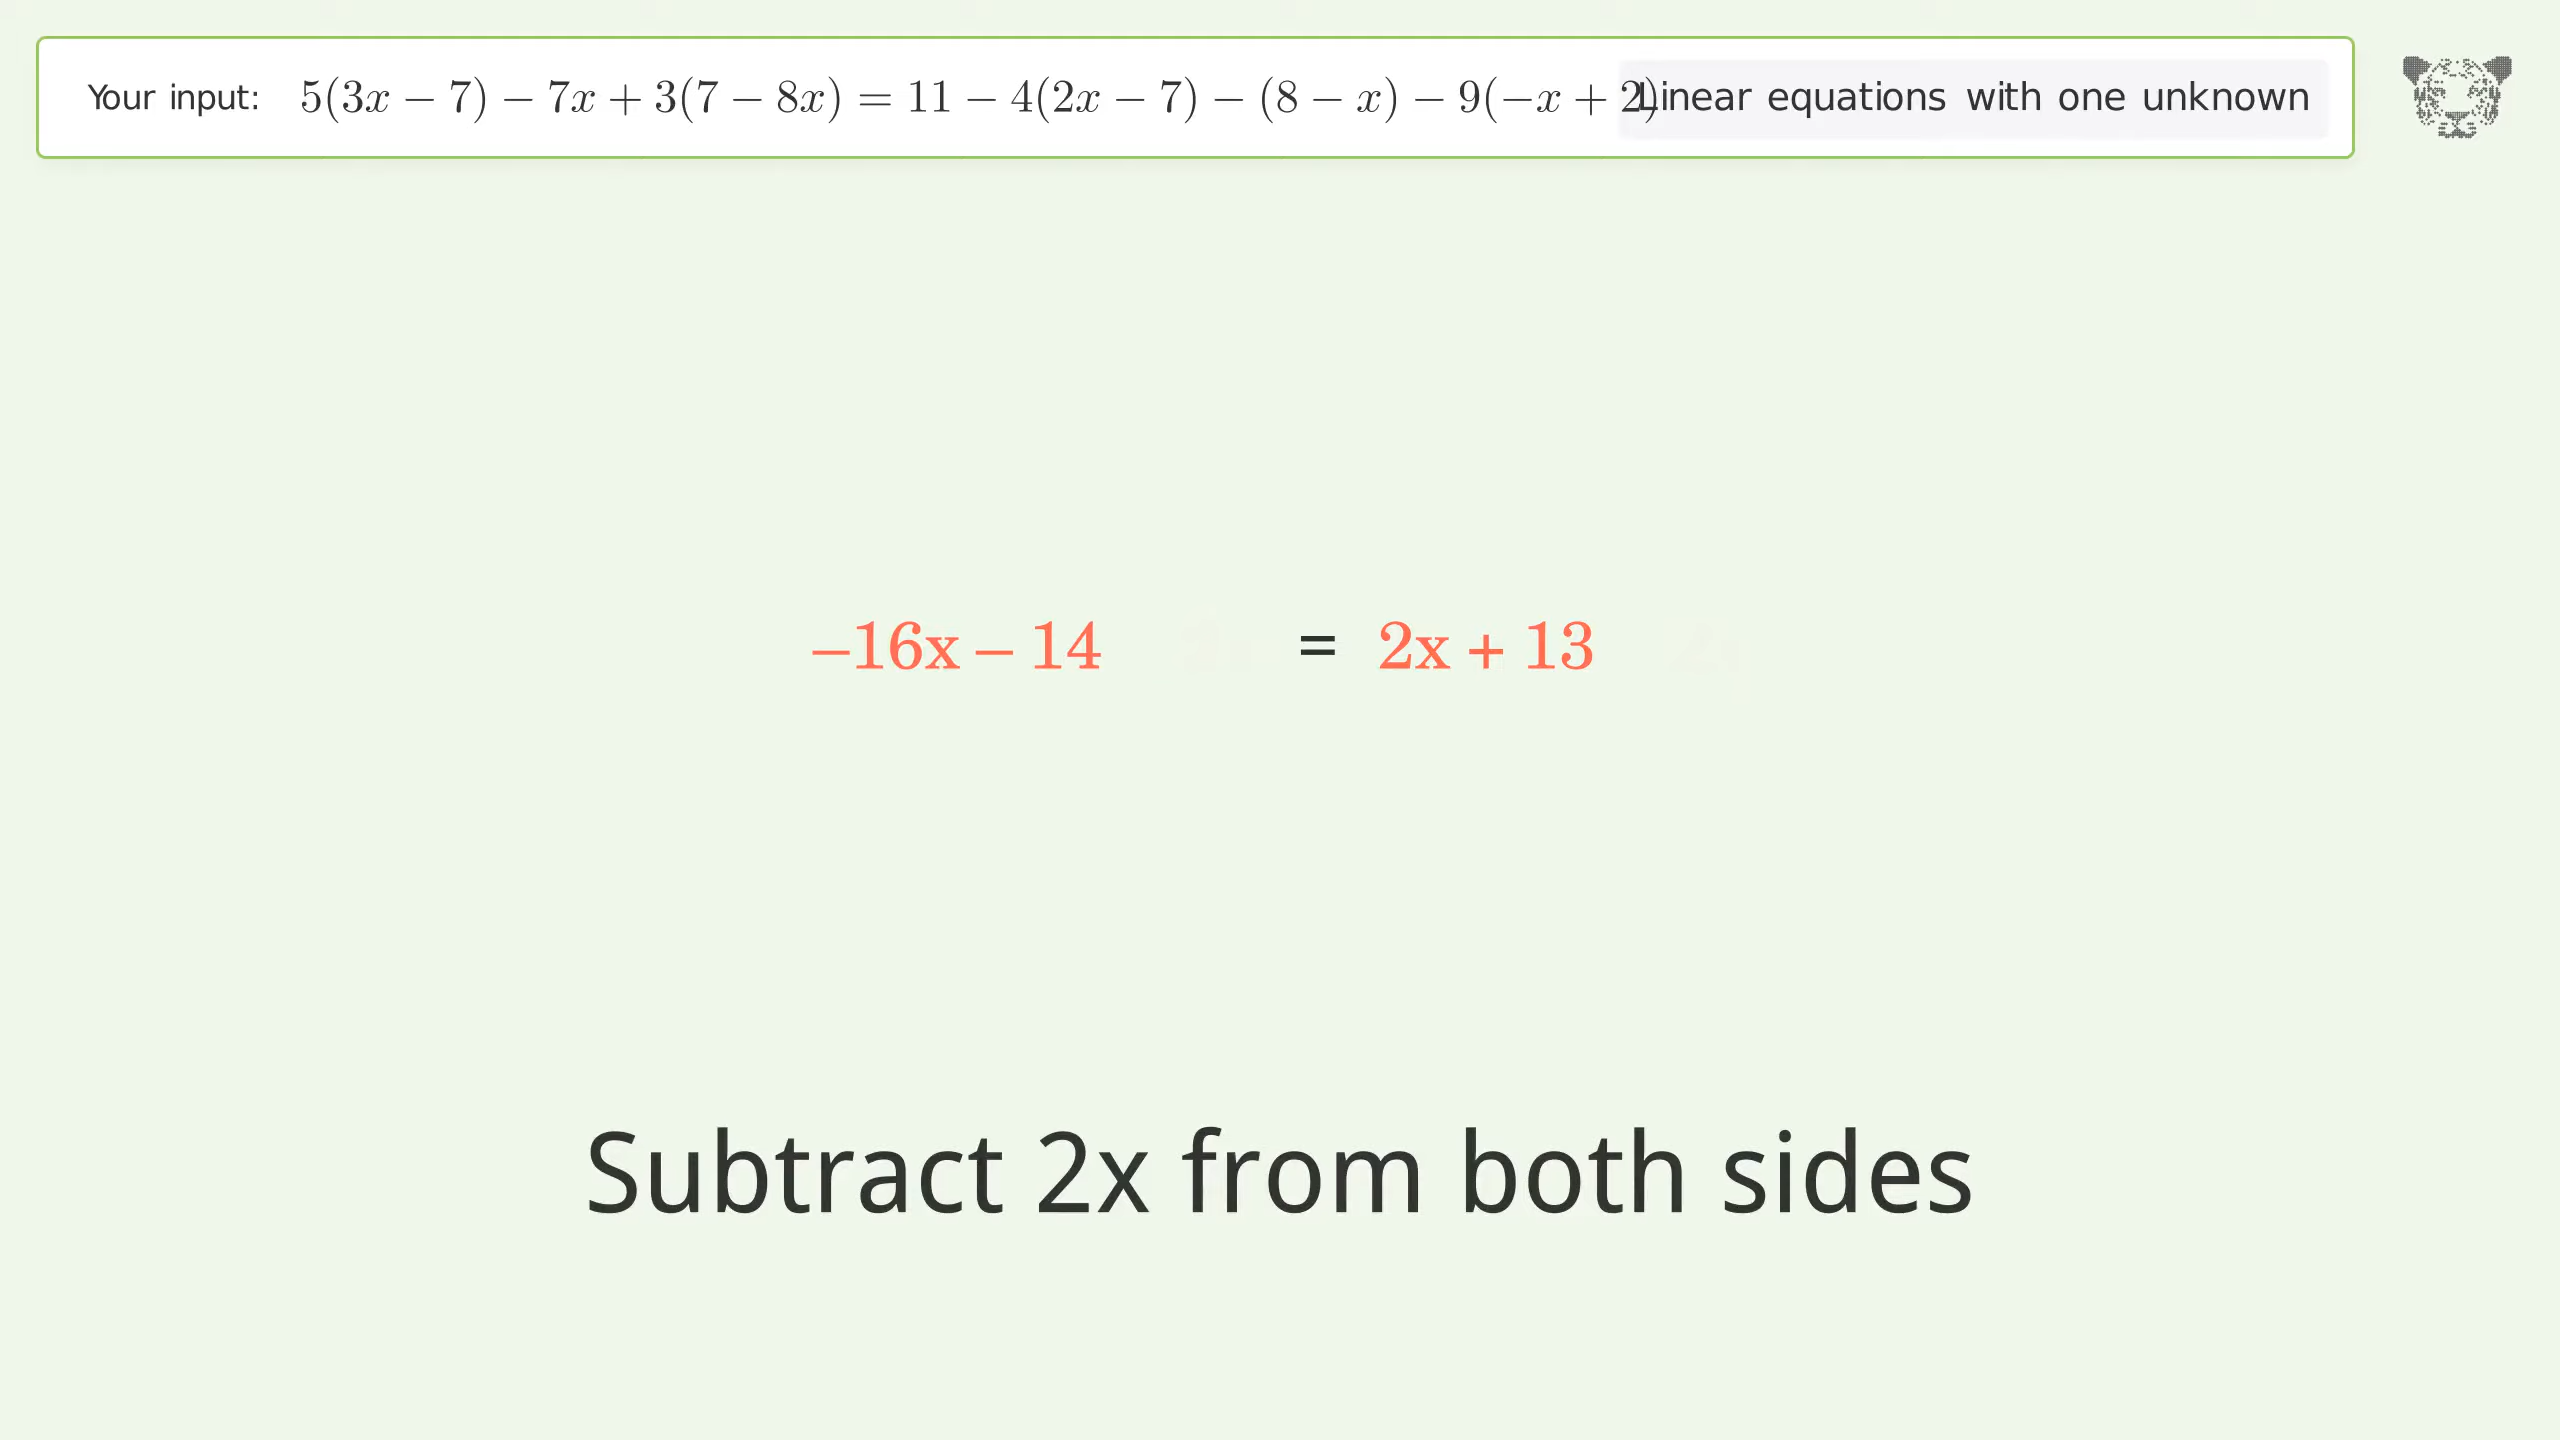 Your input: 5(3x − 7) − 7x + 3(7 − 8x) = 11 − 4(2x − 7) − (8 − x) − 9(−x + 2) Linear equations with one unknown
−16x − 14 = 2x + 13
Subtract 2x from both sides